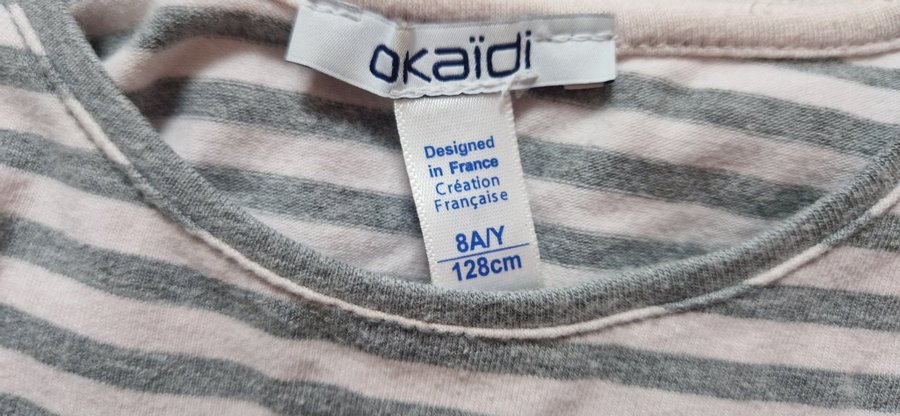 okaïdi
Designed
in France
Création
Française
8A/Y
128cm